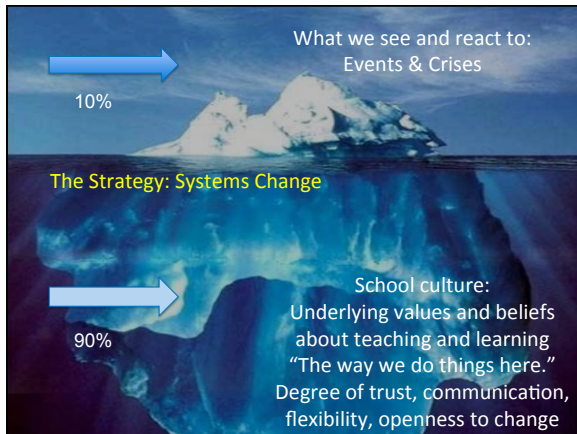 What we see and react to:
Events & Crises
10%
The Strategy: Systems Change
School culture:
Underlying values and beliefs
about teaching and learning
“The way we do things here.”
Degree of trust, communication,
flexibility, openness to change
90%